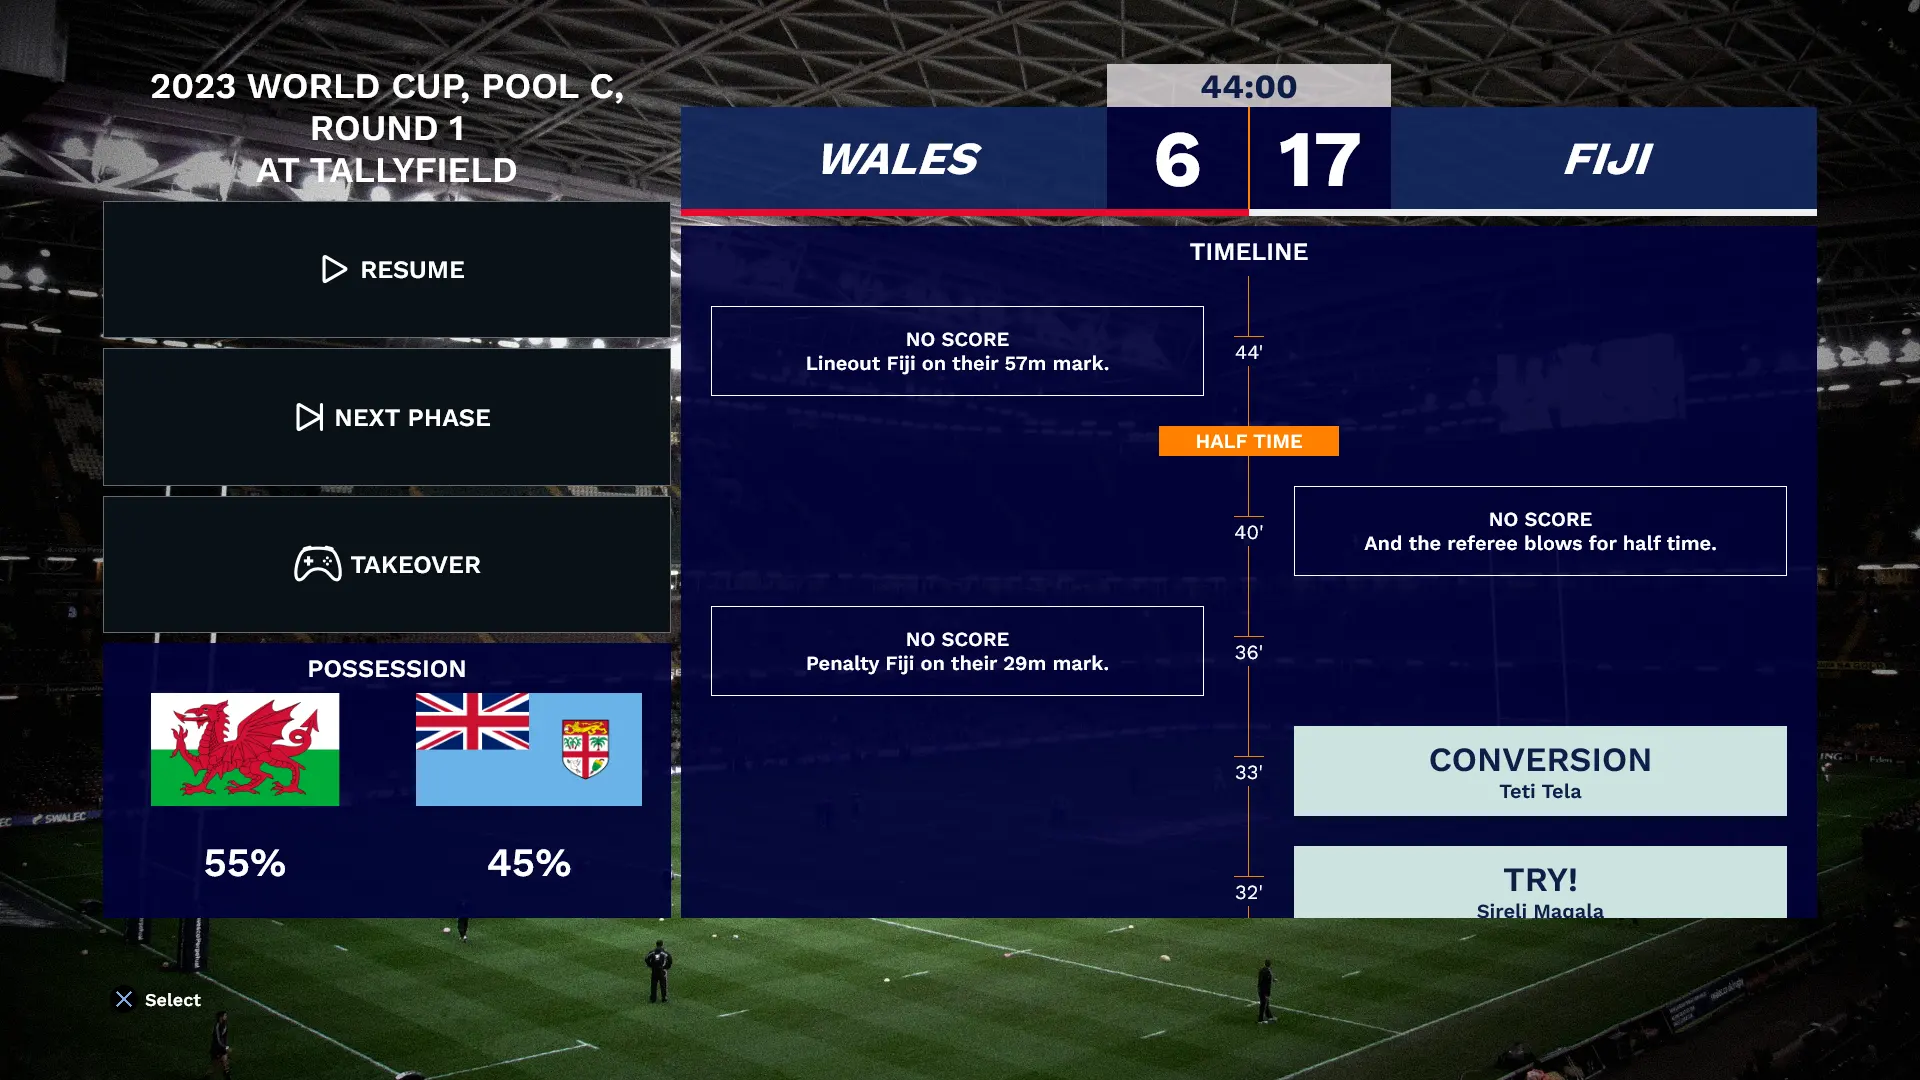 2023 WORLD CUP, POOL C,
ROUND 1
AT TALLYFIELD
RESUME
NEXT PHASE
TAKEOVER
POSSESSION
55%
45%
Select
44:00
WALES
6
17
FIJI
TIMELINE
NO SCORE
Lineout Fiji on their 57m mark.
44'
HALF TIME
40'
NO SCORE
And the referee blows for half time.
NO SCORE
Penalty Fiji on their 29m mark.
36'
CONVERSION
Teti Tela
33'
TRY!
Sireli Maqala
32'
SWALEC